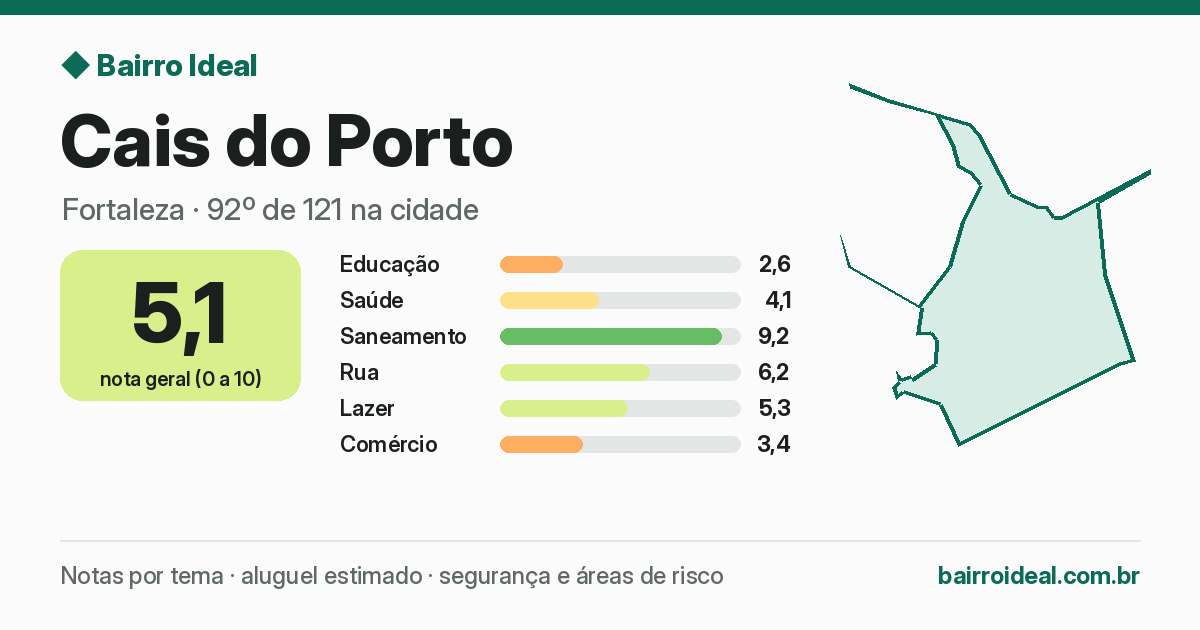 Bairro Ideal
Cais do Porto
Fortaleza · 92º de 121 na cidade
5,1
nota geral (0 a 10)
Educação 2,6
Saúde 4,1
Saneamento 9,2
Rua 6,2
Lazer 5,3
Comércio 3,4
Notas por tema · aluguel estimado · segurança e áreas de risco
bairroideal.com.br